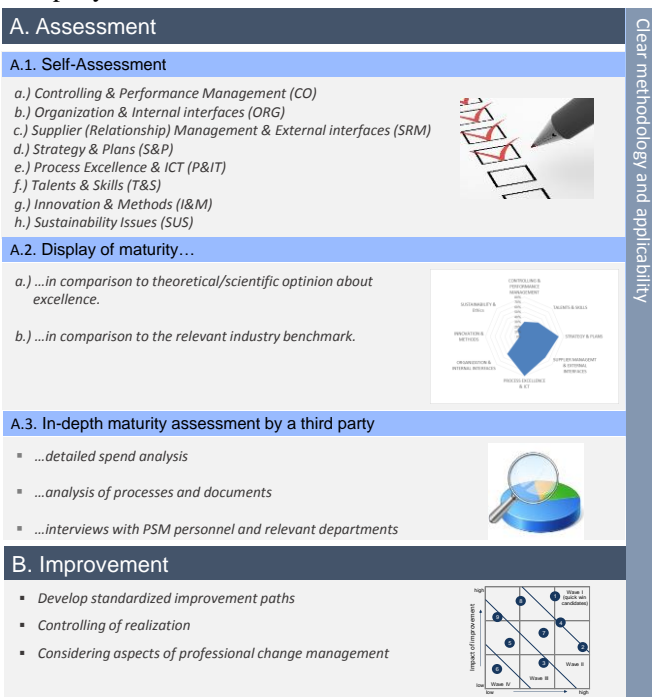 A. Assessment
A.1. Self-Assessment
a.) Controlling & Performance Management (CO)
b.) Organization & Internal interfaces (ORG)
c.) Supplier (Relationship) Management & External interfaces (SRM)
d.) Strategy & Plans (S&P)
e.) Process Excellence & ICT (P&IT)
f.) Talents & Skills (T&S)
g.) Innovation & Methods (I&M)
h.) Sustainability Issues (SUS)
A.2. Display of maturity…
a.) …in comparison to theoretical/scientific optinion about
excellence.
b.) …in comparison to the relevant industry benchmark.
CONTROLLING &
PERFORMANCE
MANAGEMENT
SUSTAINABILITY &
TALENTS & SKILLS
INNOVATION &
METHODS
STRATEGY & PLANS
ORGANIZATION &
INTERNAL INTERFACES
SUPPLIER MANAGEMENT
& EXTERNAL
INTERFACES
PROCESS EXCELLENCE
& ICT
A.3. In-depth maturity assessment by a third party
…detailed spend analysis
…analysis of processes and documents
…interviews with PSM personnel and relevant departments
B. Improvement
Develop standardized improvement paths
Controlling of realization
Considering aspects of professional change management
Impact of improvement
high
low
low
high
Wave I
(quick win
candidates)
1
8
9
4
7
5
2
3
6
Wave II
Wave III
Wave IV
Clear methodology and applicability